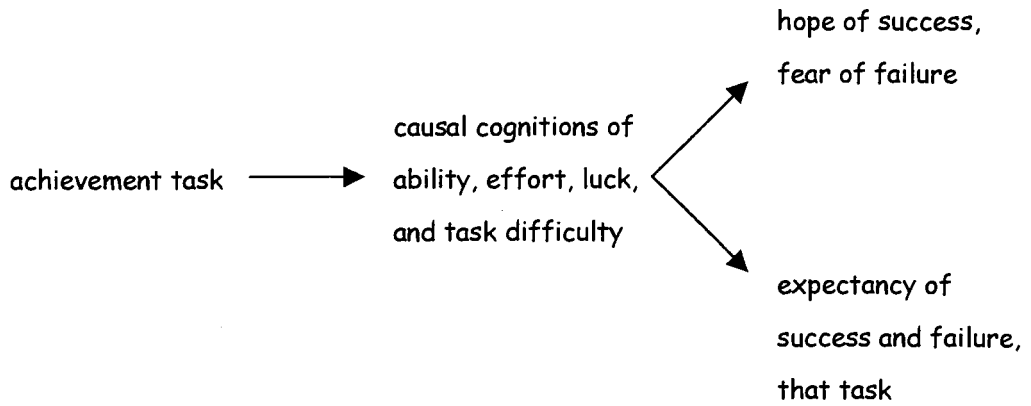 achievement task
causal cognitions of
ability, effort, luck,
and task difficulty
hope of success,
fear of failure
expectancy of
success and failure,
that task